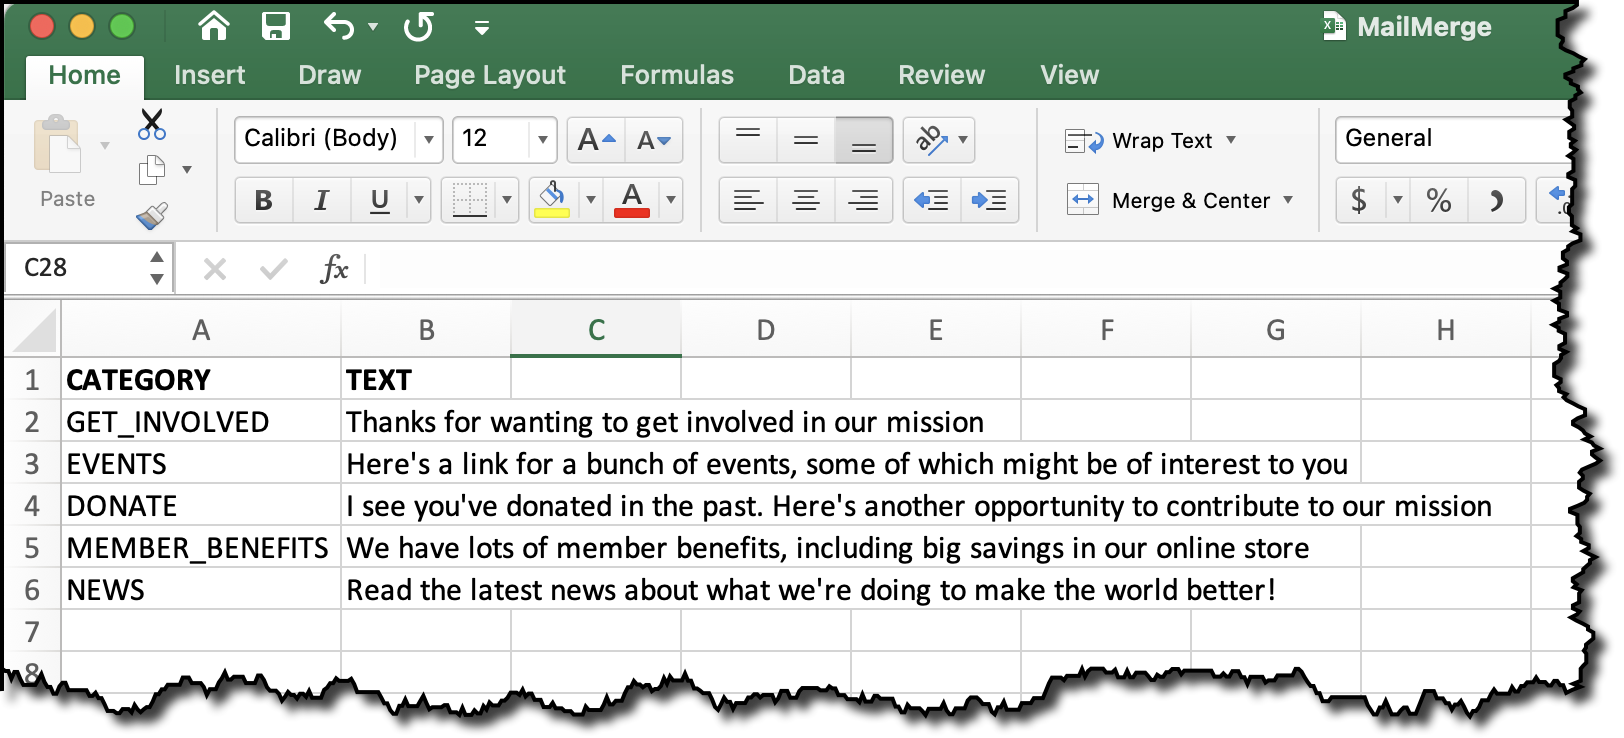 MailMerge
Home Insert Draw Page Layout Formulas Data Review View
Paste
Calibri (Body) 12 A A
B I U A
ab
Wrap Text
Merge & Center
General
$ % ,
C28 fx
A B C D E F G H
1 CATEGORY TEXT
2 GET_INVOLVED Thanks for wanting to get involved in our mission
3 EVENTS Here's a link for a bunch of events, some of which might be of interest to you
4 DONATE I see you've donated in the past. Here's another opportunity to contribute to our mission
5 MEMBER_BENEFITS We have lots of member benefits, including big savings in our online store
6 NEWS Read the latest news about what we're doing to make the world better!
7
8